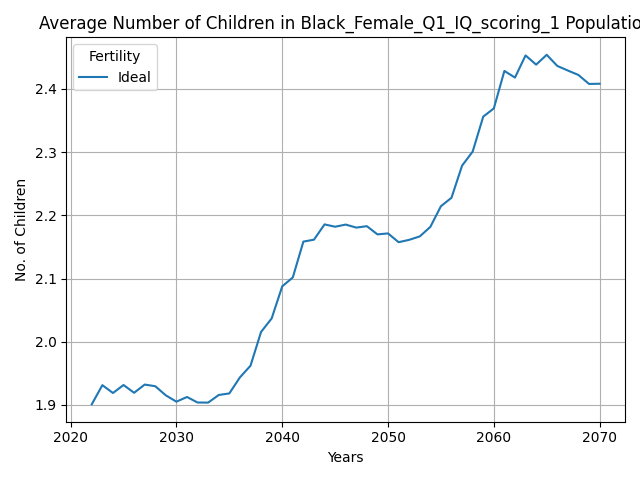 Average Number of Children in Black_Female_Q1_IQ_scoring_1 Populatio
Fertility
Ideal
2.4
2.3
2.2
2.1
2.0
1.9
No. of Children
2020 2030 2040 2050 2060 2070
Years